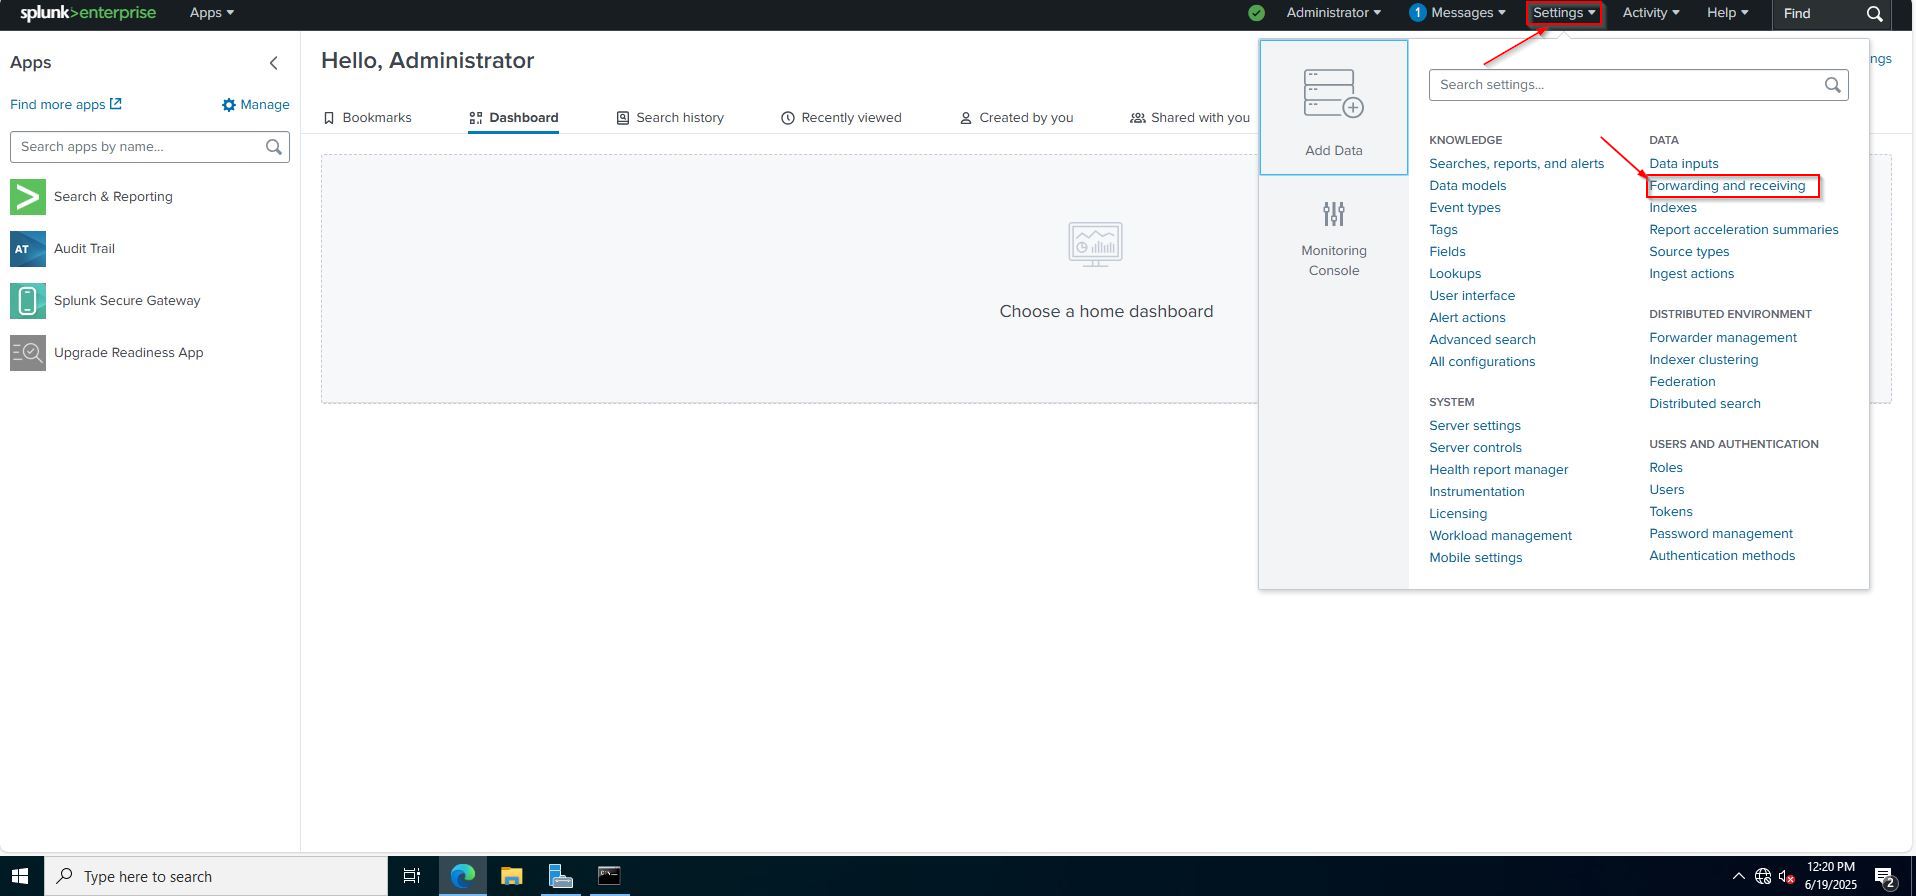 splunk>enterprise Apps Administrator 1 Messages Settings Activity Help Find
Apps
Find more apps Manage
Search apps by name...
Search & Reporting
AT Audit Trail
Splunk Secure Gateway
Upgrade Readiness App
Hello, Administrator
ngs
Bookmarks Dashboard Search history Recently viewed Created by you Shared with you
Choose a home dashboard
Add Data
Monitoring
Console
Search settings...
KNOWLEDGE
Searches, reports, and alerts
Data models
Event types
Tags
Fields
Lookups
User interface
Alert actions
Advanced search
All configurations
SYSTEM
Server settings
Server controls
Health report manager
Instrumentation
Licensing
Workload management
Mobile settings
DATA
Data inputs
Forwarding and receiving
Indexes
Report acceleration summaries
Source types
Ingest actions
DISTRIBUTED ENVIRONMENT
Forwarder management
Indexer clustering
Federation
Distributed search
USERS AND AUTHENTICATION
Roles
Users
Tokens
Password management
Authentication methods
Type here to search
12:20 PM
6/19/2025
2